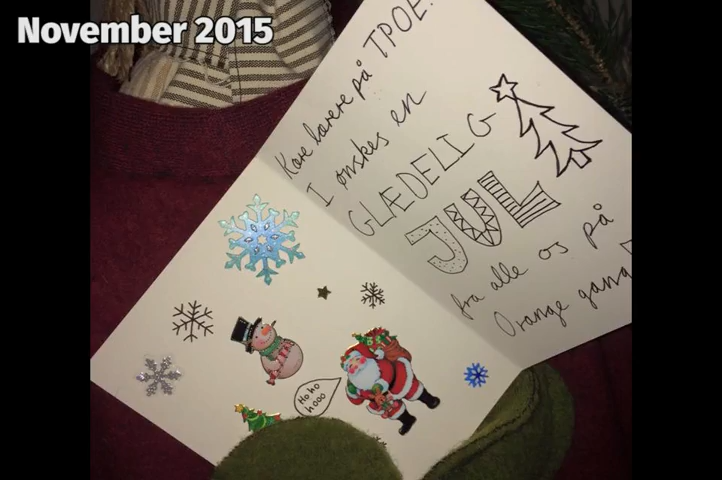 November 2015
Kære lærere på TPOE!
I ønskes en
GLÆDELIG
JUL
fra alle os på
Orange gang
Ho ho
hooo